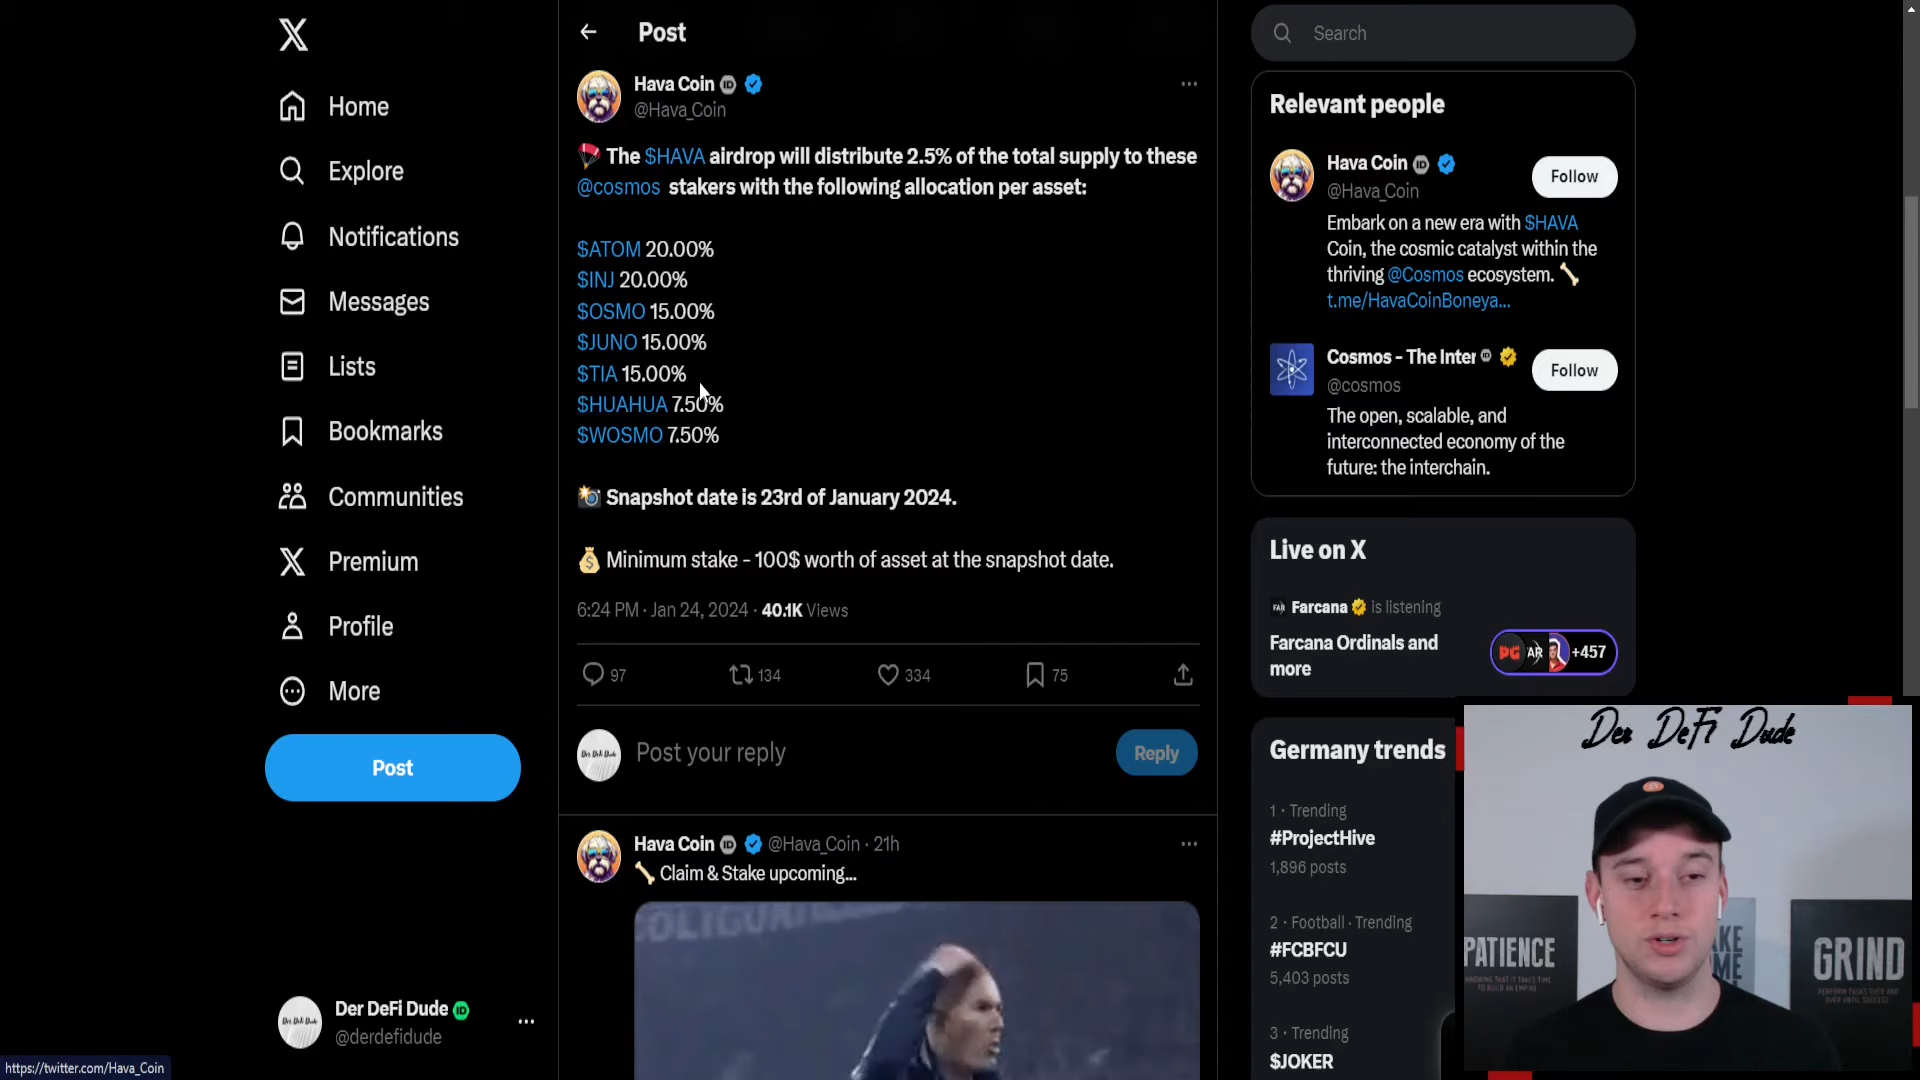 Home
Explore
Notifications
Messages
Lists
Bookmarks
Communities
Premium
Profile
More
Post
Der DeFi Dude
@derdefidude
https://twitter.com/Hava_Coin
Post
Hava Coin
@Hava_Coin
The $HAVA airdrop will distribute 2.5% of the total supply to these
@cosmos stakers with the following allocation per asset:
$ATOM 20.00%
$INJ 20.00%
$OSMO 15.00%
$JUNO 15.00%
$TIA 15.00%
$HUAHUA 7.50%
$WOSMO 7.50%
Snapshot date is 23rd of January 2024.
Minimum stake - 100$ worth of asset at the snapshot date.
6:24 PM · Jan 24, 2024 · 40.1K Views
97 134 334 75
Post your reply
Reply
Hava Coin @Hava_Coin · 21h
Claim & Stake upcoming...
Search
Relevant people
Hava Coin
@Hava_Coin
Follow
Embark on a new era with $HAVA
Coin, the cosmic catalyst within the
thriving @Cosmos ecosystem.
t.me/HavaCoinBoneya...
Cosmos - The Inter
@cosmos
Follow
The open, scalable, and
interconnected economy of the
future: the interchain.
Live on X
Farcana is listening
Farcana Ordinals and
more
+457
Germany trends
1 · Trending
#ProjectHive
1,896 posts
2 · Football · Trending
#FCBFCU
5,403 posts
3 · Trending
$JOKER
Der DeFi Dude
PATIENCE
GRIND